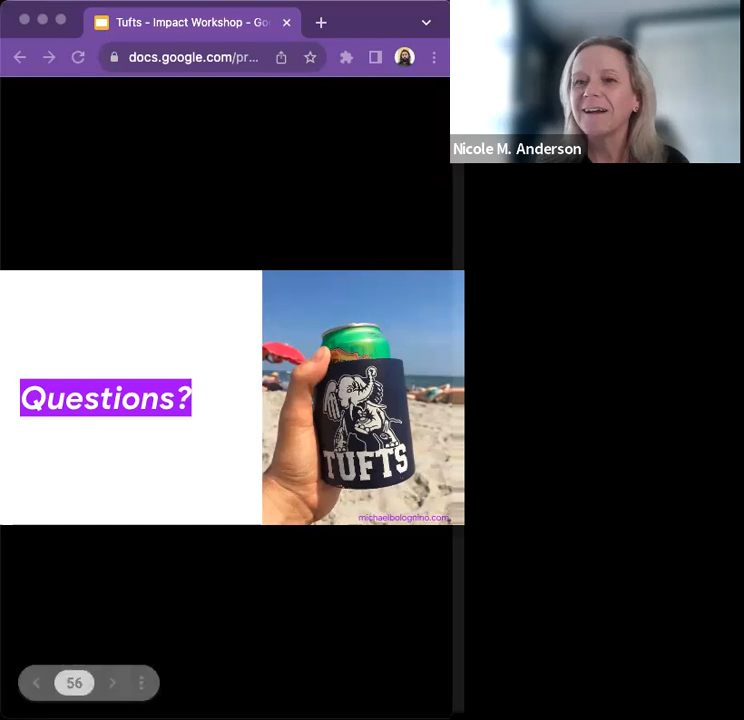 Tufts - Impact Workshop - Go
docs.google.com/pr...
Nicole M. Anderson
Questions?
TUFTS
michaelbolognino.com
56